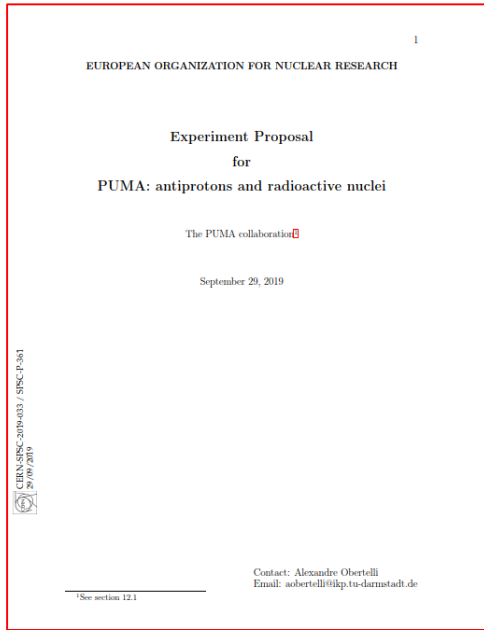 1
EUROPEAN ORGANIZATION FOR NUCLEAR RESEARCH
Experiment Proposal
for
PUMA: antiprotons and radioactive nuclei
The PUMA collaboration1
September 29, 2019
CERN-SPSC-2019-033 / SPSC-P-361
29/09/2019
Contact: Alexandre Obertelli
Email: aobertelli@ikp.tu-darmstadt.de
1See section 12.1